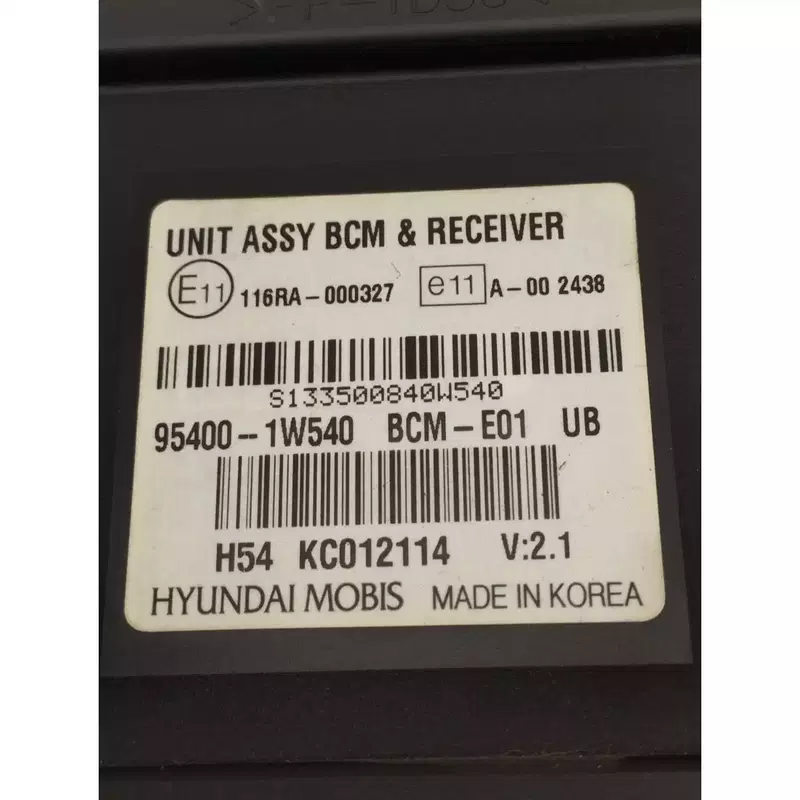 UNIT ASSY BCM & RECEIVER
E11 116RA-000327 e11 A-00 2438
S133500840W540
95400-1W540 BCM-E01 UB
H54 KC012114 V:2.1
HYUNDAI MOBIS MADE IN KOREA